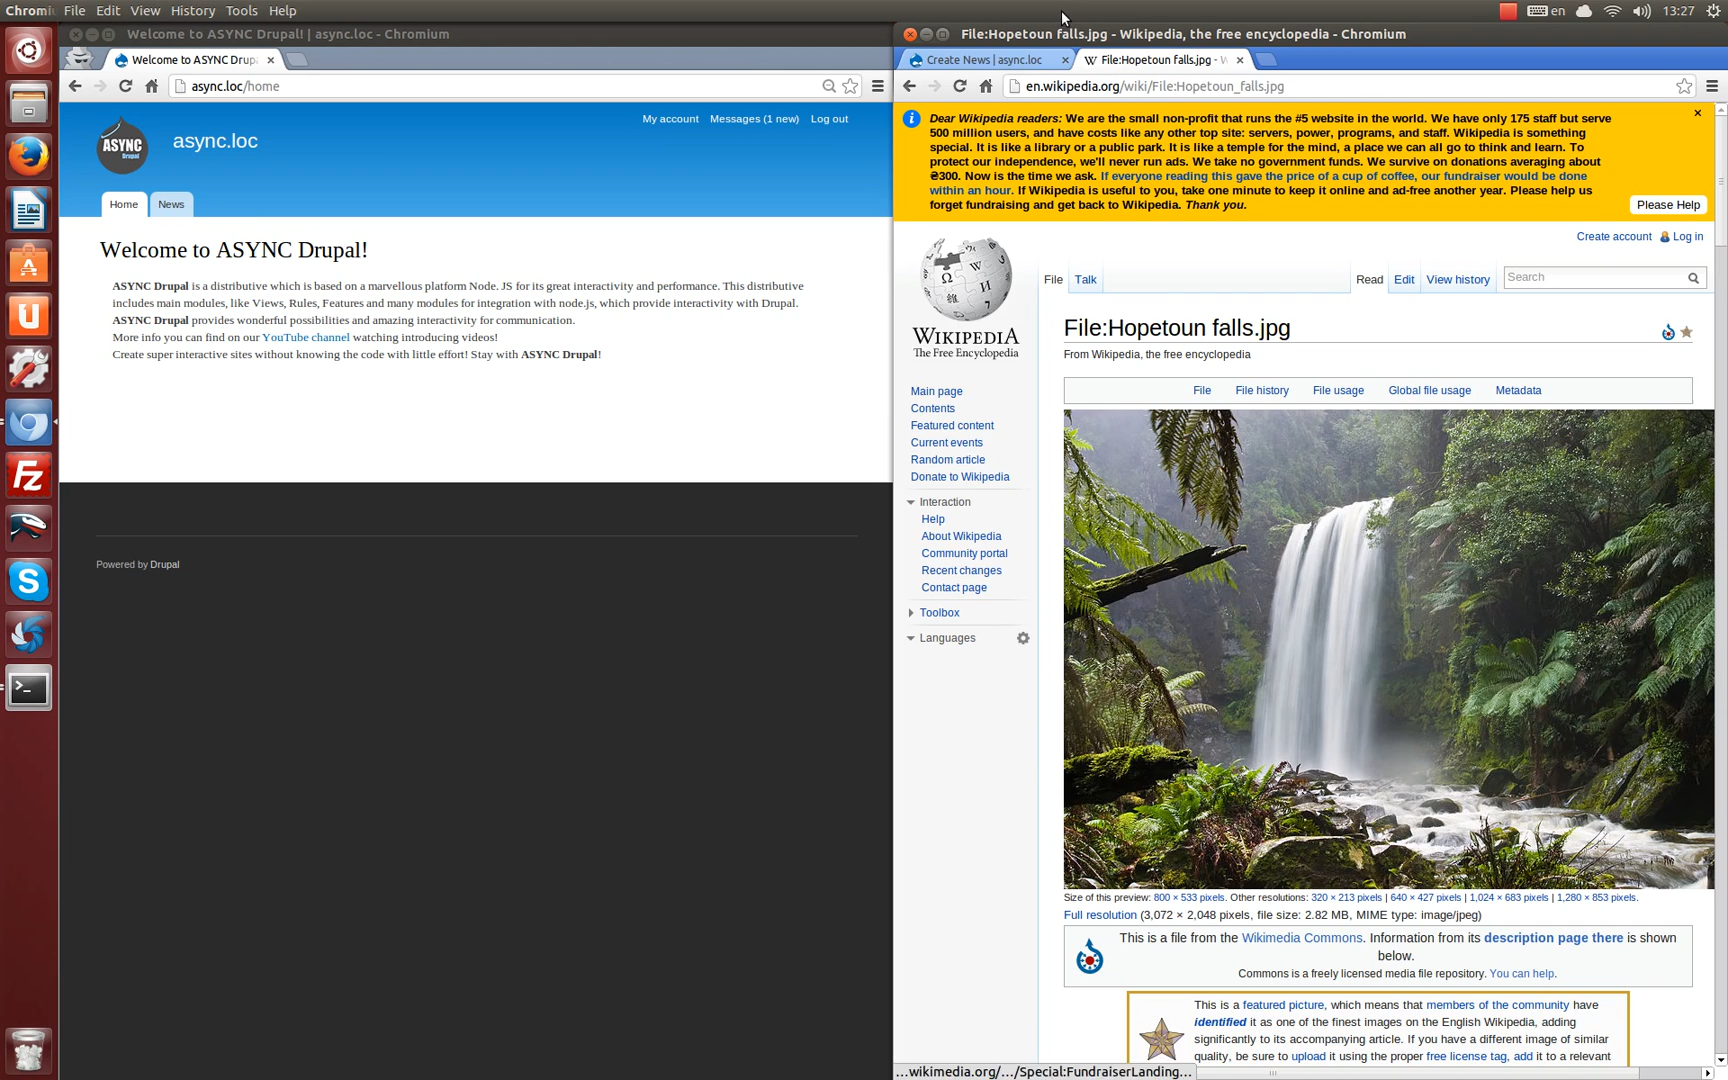 Chromi File Edit View History Tools Help
en 13:27
Welcome to ASYNC Drupal! | async.loc - Chromium
Welcome to ASYNC Drup
async.loc/home
ASYNC
Drupal
async.loc
My account Messages (1 new) Log out
Home News
Welcome to ASYNC Drupal!
ASYNC Drupal is a distributive which is based on a marvellous platform Node. JS for its great interactivity and performance. This distributive
includes main modules, like Views, Rules, Features and many modules for integration with node.js, which provide interactivity with Drupal.
ASYNC Drupal provides wonderful possibilities and amazing interactivity for communication.
More info you can find on our YouTube channel watching introducing videos!
Create super interactive sites without knowing the code with little effort! Stay with ASYNC Drupal!
Powered by Drupal
File:Hopetoun falls.jpg - Wikipedia, the free encyclopedia - Chromium
Create News | async.loc
File:Hopetoun falls.jpg - W
en.wikipedia.org/wiki/File:Hopetoun_falls.jpg
Dear Wikipedia readers: We are the small non-profit that runs the #5 website in the world. We have only 175 staff but serve
500 million users, and have costs like any other top site: servers, power, programs, and staff. Wikipedia is something
special. It is like a library or a public park. It is like a temple for the mind, a place we can all go to think and learn. To
protect our independence, we'll never run ads. We take no government funds. We survive on donations averaging about
₴300. Now is the time we ask. If everyone reading this gave the price of a cup of coffee, our fundraiser would be done
within an hour. If Wikipedia is useful to you, take one minute to keep it online and ad-free another year. Please help us
forget fundraising and get back to Wikipedia. Thank you.
Please Help
Create account Log in
WIKIPEDIA
The Free Encyclopedia
File Talk Read Edit View history Search
File:Hopetoun falls.jpg
From Wikipedia, the free encyclopedia
File File history File usage Global file usage Metadata
Main page
Contents
Featured content
Current events
Random article
Donate to Wikipedia
Interaction
Help
About Wikipedia
Community portal
Recent changes
Contact page
Toolbox
Languages
Size of this preview: 800 × 533 pixels. Other resolutions: 320 × 213 pixels | 640 × 427 pixels | 1,024 × 683 pixels | 1,280 × 853 pixels.
Full resolution (3,072 × 2,048 pixels, file size: 2.82 MB, MIME type: image/jpeg)
This is a file from the Wikimedia Commons. Information from its description page there is shown
below.
Commons is a freely licensed media file repository. You can help.
This is a featured picture, which means that members of the community have
identified it as one of the finest images on the English Wikipedia, adding
significantly to its accompanying article. If you have a different image of similar
quality, be sure to upload it using the proper free license tag, add it to a relevant
...wikimedia.org/.../Special:FundraiserLanding...